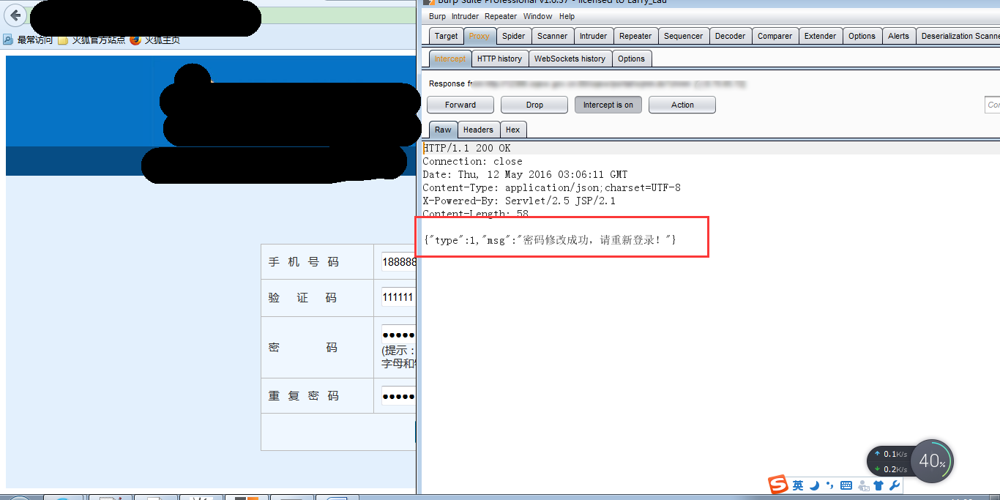 Burp Suite Professional v1.6.37 - licensed to Larry_Lau
Burp Intruder Repeater Window Help
最常访问 火狐官方站点 火狐主页
Target Proxy Spider Scanner Intruder Repeater Sequencer Decoder Comparer Extender Options Alerts Deserialization Scanne
Intercept HTTP history WebSockets history Options
Response
Forward Drop Intercept is on Action
Raw Headers Hex
HTTP/1.1 200 OK
Connection: close
Date: Thu, 12 May 2016 03:06:11 GMT
Content-Type: application/json;charset=UTF-8
X-Powered-By: Servlet/2.5 JSP/2.1
Content-Length: 58
{"type":1,"msg":"密码修改成功，请重新登录！"}
手 机 号 码 188888
验 证 码 111111
密 码
(提示：
字母和
重 复 密 码
0.1K/s
0.2K/s
40%
英